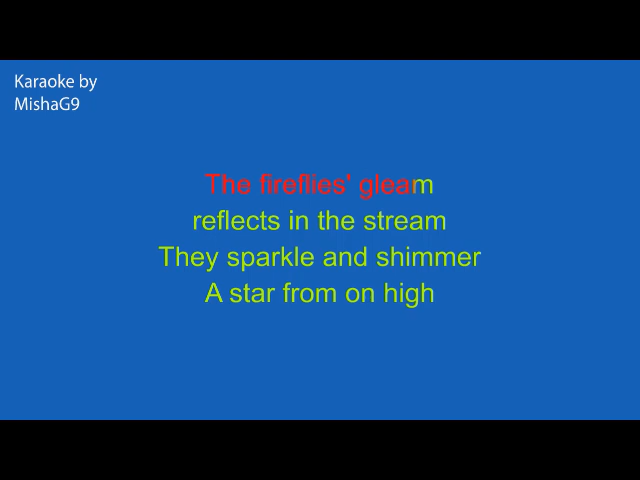 Karaoke by
MishaG9
The fireflies' gleam
reflects in the stream
They sparkle and shimmer
A star from on high